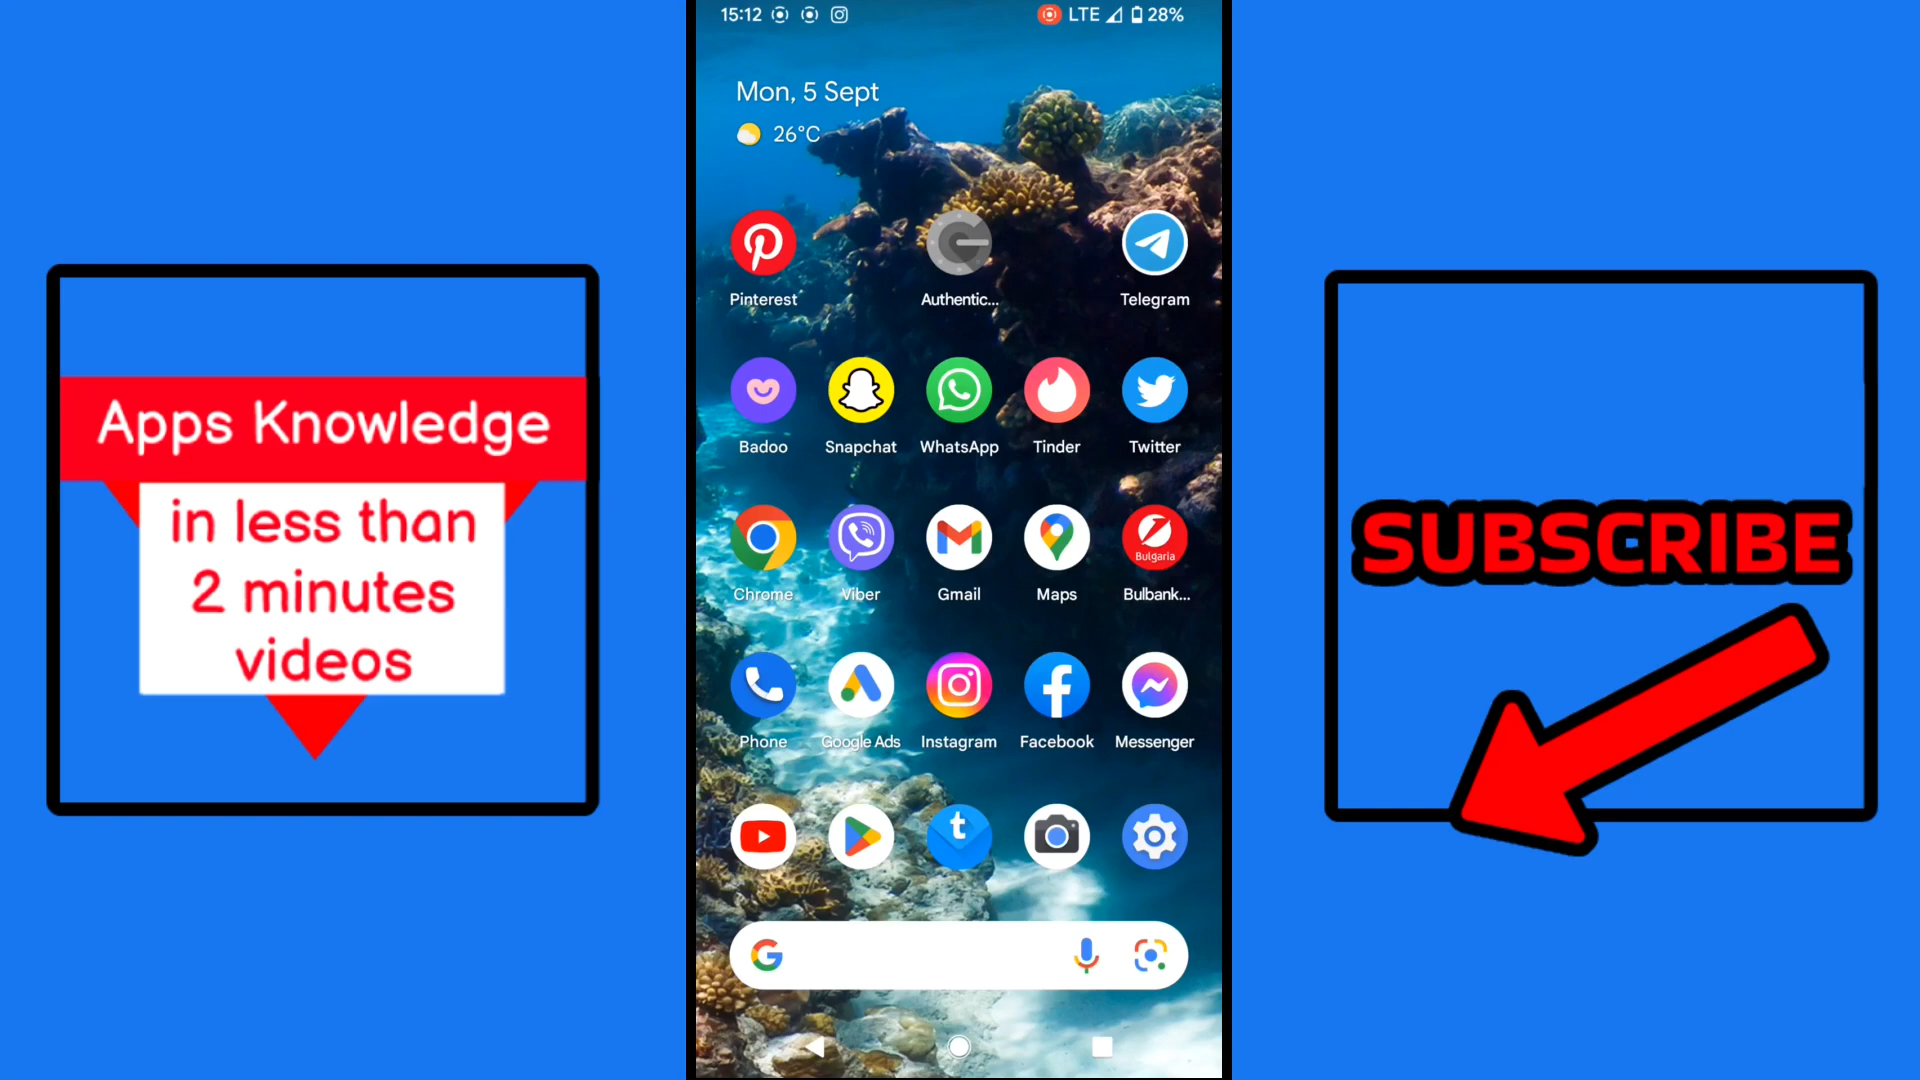 15:12
LTE 28%
Mon, 5 Sept
26°C
Pinterest
Authentic...
Telegram
Badoo
Snapchat
WhatsApp
Tinder
Twitter
Bulgaria
Chrome
Viber
Gmail
Maps
Bulbank...
Phone
Google Ads
Instagram
Facebook
Messenger
Apps Knowledge
in less than
2 minutes
videos
SUBSCRIBE